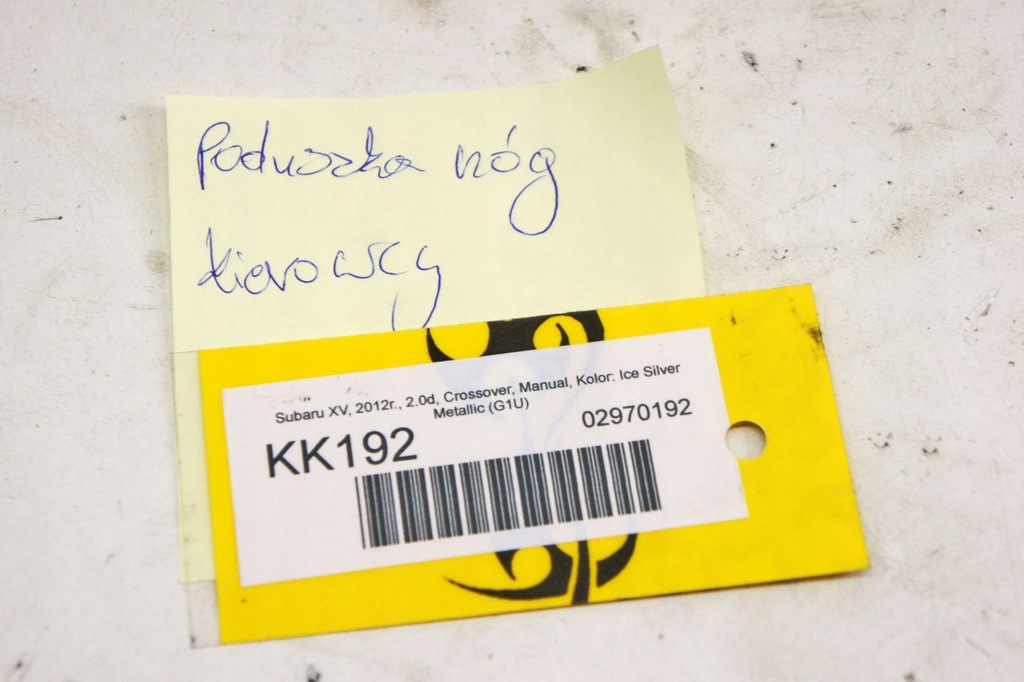 Poduszka nóg
kierowcy
Subaru XV, 2012r., 2.0d, Crossover, Manual, Kolor: Ice Silver
Metallic (G1U)
KK192
02970192